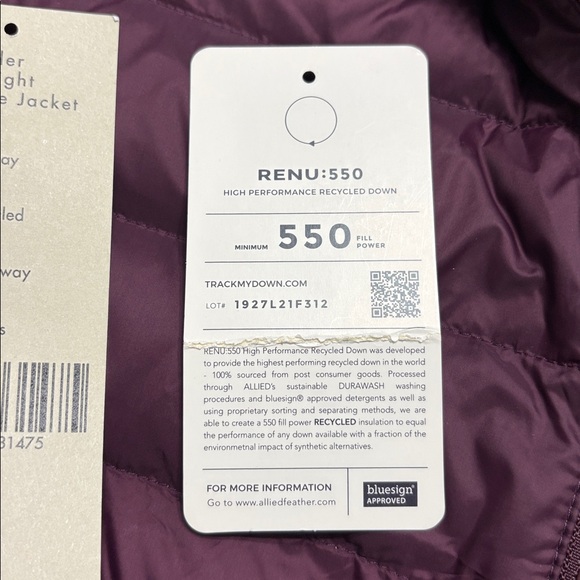 ght
e Jacket
ay
led
way
s
31475
RENU:550
HIGH PERFORMANCE RECYCLED DOWN
MINIMUM 550 FILL POWER
TRACKMYDOWN.COM
LOT# 1927L21F312
RENU:550 High Performance Recycled Down was developed
to provide the highest performing recycled down in the world
- 100% sourced from post consumer goods. Processed
through ALLIED's sustainable DURAWASH washing
procedures and bluesign® approved detergents as well as
using proprietary sorting and separating methods, we are
able to create a 550 fill power RECYCLED insulation to equal
the performance of any down available with a fraction of the
environmetnal impact of synthetic alternatives.
FOR MORE INFORMATION
Go to www.alliedfeather.com
bluesign®
APPROVED